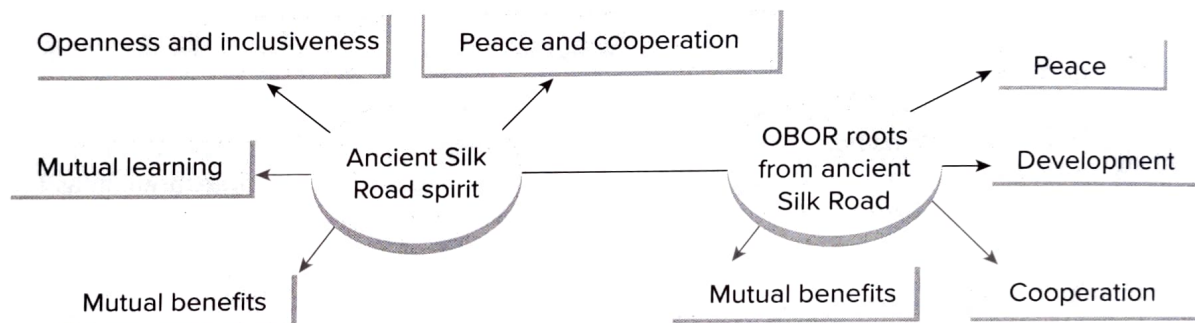 Openness and inclusiveness
Peace and cooperation
Peace
Mutual learning
Ancient Silk
Road spirit
OBOR roots
from ancient
Silk Road
Development
Mutual benefits
Mutual benefits
Cooperation